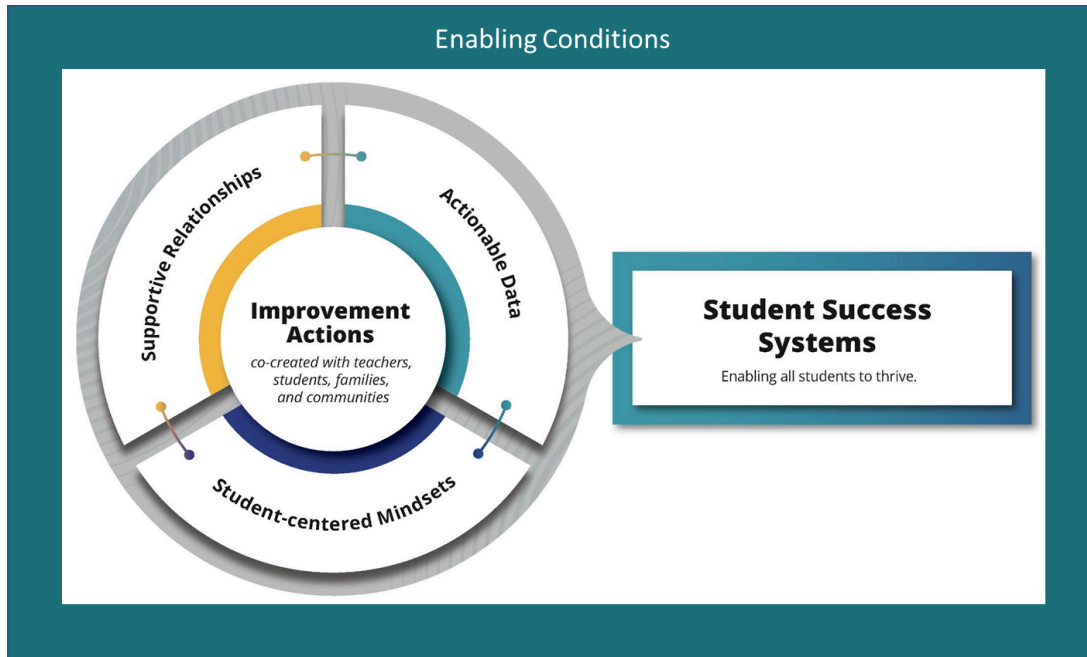 Enabling Conditions
Supportive Relationships
Actionable Data
Improvement
Actions
co-created with teachers,
students, families,
and communities
Student-centered Mindsets
Student Success
Systems
Enabling all students to thrive.